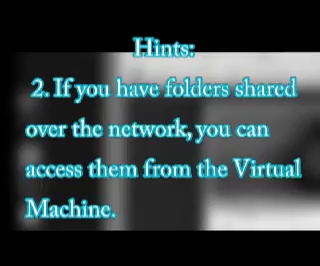 Hints:
2. If you have folders shared
over the network, you can
access them from the Virtual
Machine.